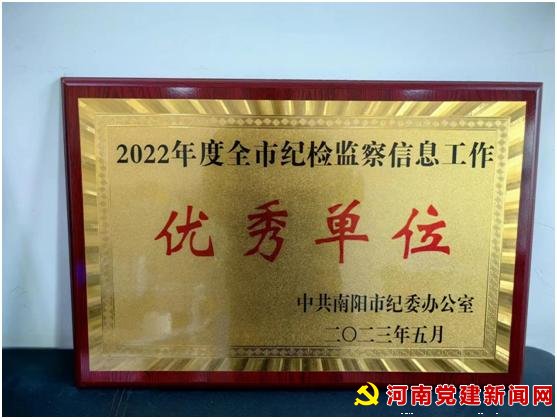 2022年度全市纪检监察信息工作
优秀单位
中共南阳市纪委办公室
二〇二三年五月
河南党建新闻网